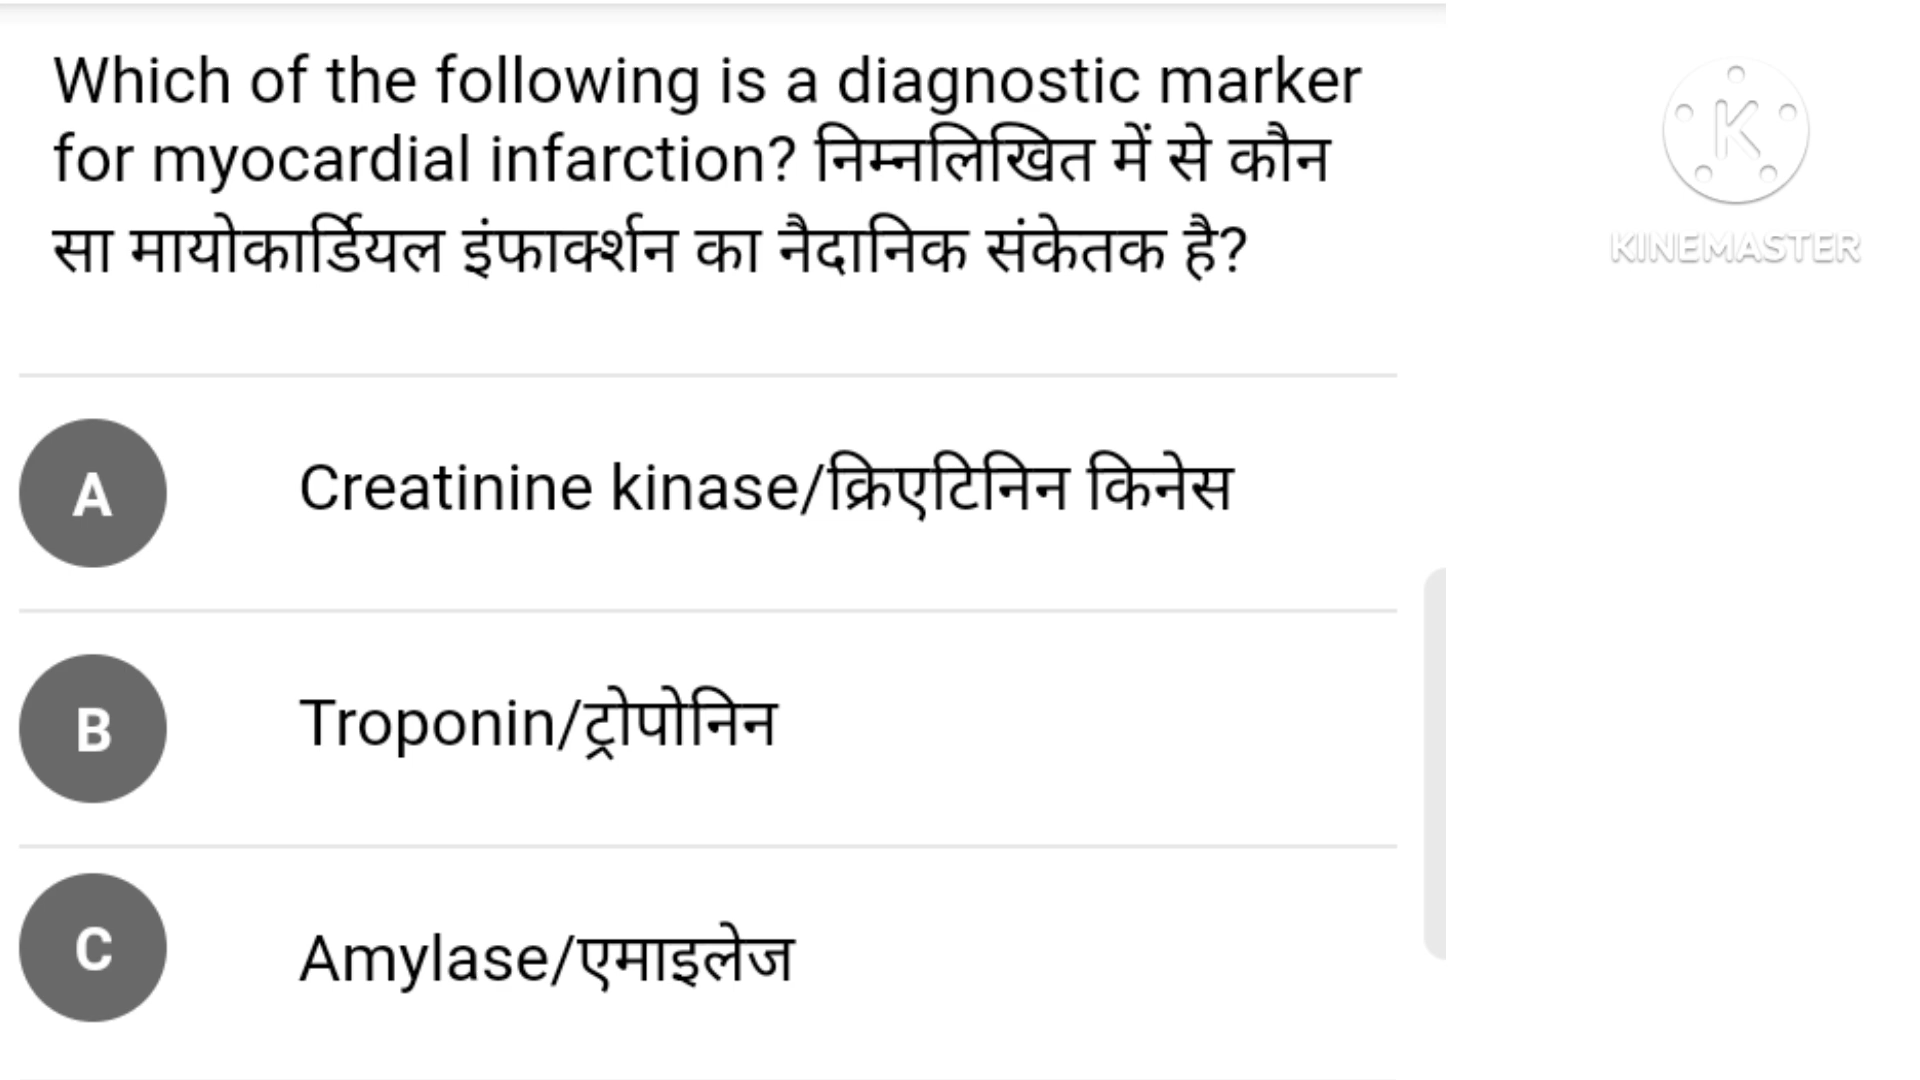 Which of the following is a diagnostic marker
for myocardial infarction? निम्नलिखित में से कौन
सा मायोकार्डियल इंफार्क्शन का नैदानिक संकेतक है?
K
KINEMASTER
A
Creatinine kinase/क्रिएटिनिन किनेस
B
Troponin/ट्रोपोनिन
C
Amylase/एमाइलेज